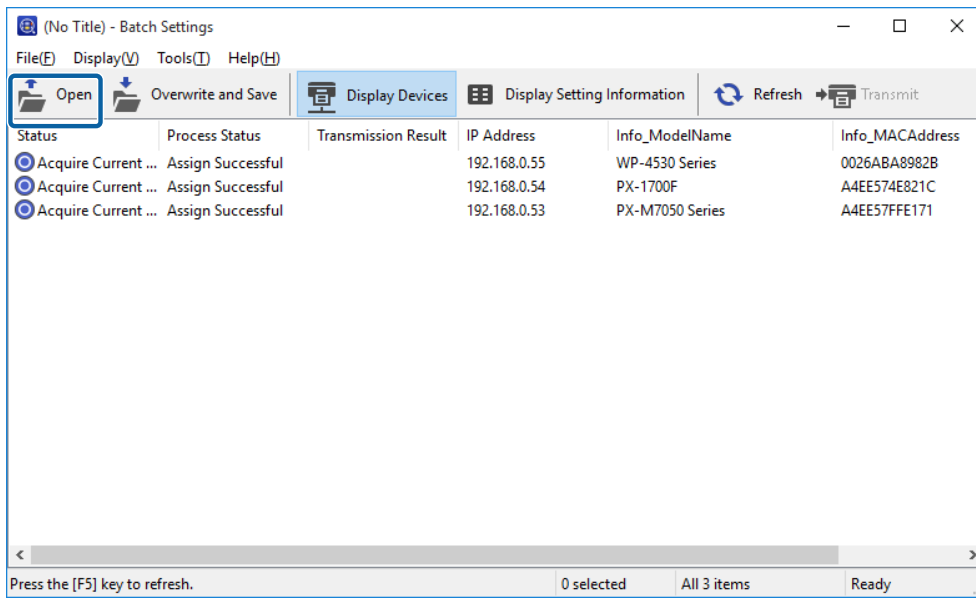 (No Title) - Batch Settings
File(F) Display(V) Tools(T) Help(H)
Open Overwrite and Save Display Devices Display Setting Information Refresh Transmit
Status Process Status Transmission Result IP Address Info_ModelName Info_MACAddress
Acquire Current ... Assign Successful 192.168.0.55 WP-4530 Series 0026ABA8982B
Acquire Current ... Assign Successful 192.168.0.54 PX-1700F A4EE574E821C
Acquire Current ... Assign Successful 192.168.0.53 PX-M7050 Series A4EE57FFE171
Press the [F5] key to refresh. 0 selected All 3 items Ready